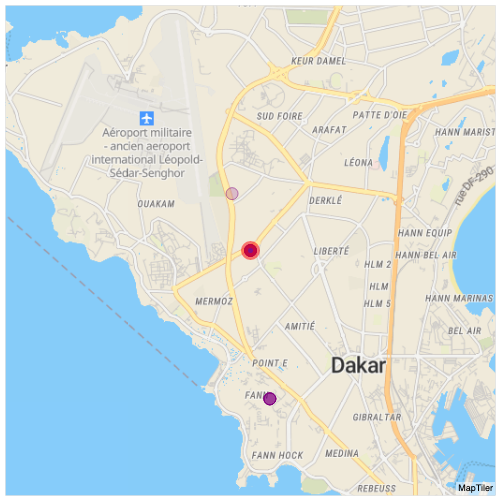 KEUR DAMEL
SUD FOIRE
PATTE D'OIE
Aéroport militaire
- ancien aeroport
international Léopold-
Sédar-Senghor
ARAFAT
HANN MARIST
LÉONA
rue DF-290
OUAKAM
DERKLÉ
HANN EQUIP
LIBERTÉ
HANN-BEL AIR
HLM 2
HLM
MERMOZ
HLM 5
HANN MARINAS
AMITIÉ
BEL AIR
POINT E
Dakar
FANN
GIBRALTAR
FANN HOCK
MEDINA
REBEUSS
MapTiler